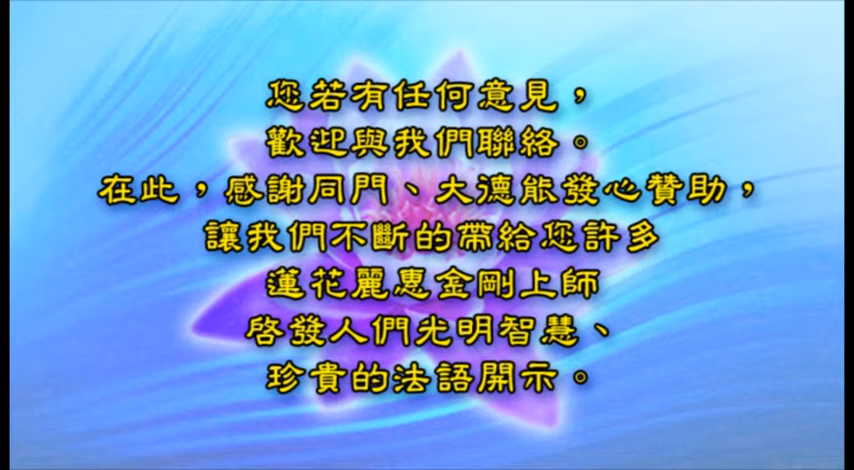 您若有任何意見，
歡迎與我們聯絡。
在此，感謝同門、大德能發心贊助，
讓我們不斷的帶給您許多
蓮花麗惠金剛上師
啓發人們光明智慧、
珍貴的法語開示。